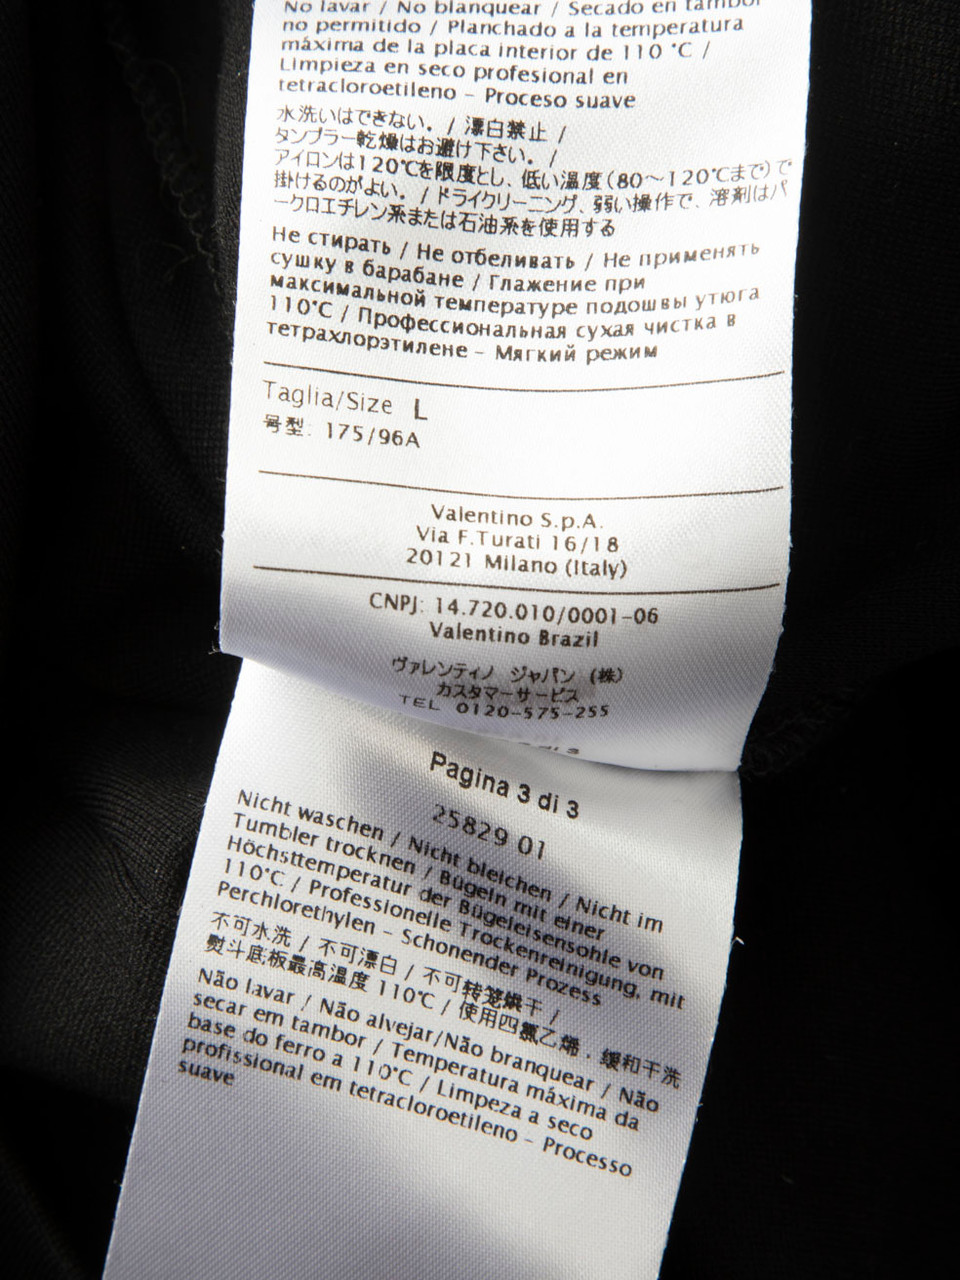 No lavar / No blanquear / Secado en tambor
no permitido / Planchado a la temperatura
máxima de la placa interior de 110 °C /
Limpieza en seco profesional en
tetracloroetileno – Proceso suave
水洗いはできない。 / 漂白禁止 /
タンブラー乾燥はお避け下さい。 /
アイロンは120℃を限度とし、低い温度(80～120℃まで)で
掛けるのがよい。 / ドライクリーニング、弱い操作で、溶剤はパ
ークロロエチレン系または石油系を使用する
Не стирать / Не отбеливать / Не применять
сушку в барабане / Глажение при
максимальной температуре подошвы утюга
110°C / Профессиональная сухая чистка в
тетрахлорэтилене – Мягкий режим
Taglia/Size L
号型: 175/96A
Valentino S.p.A.
Via F.Turati 16/18
20121 Milano (Italy)
CNPJ: 14.720.010/0001-06
Valentino Brazil
ヴァレンティノ ジャパン (株)
カスタマーサービス
TEL 0120-575-255
di 3
Pagina 3 di 3
25829 01
Nicht waschen / Nicht bleichen / Nicht im
Tumbler trocknen / Bügeln mit einer
Höchsttemperatur der Bügeleisensohle von
110°C / Professionelle Trockenreinigung, mit
Perchlorethylen – Schonender Prozess
不可水洗 / 不可漂白 / 不可转笼烘干 /
熨斗底板最高温度 110℃ / 使用四氯乙烯，缓和干洗
Não lavar / Não alvejar/Não branquear / Não
secar em tambor / Temperatura máxima da
base do ferro a 110°C / Limpeza a seco
profissional em tetracloroetileno – Processo
suave